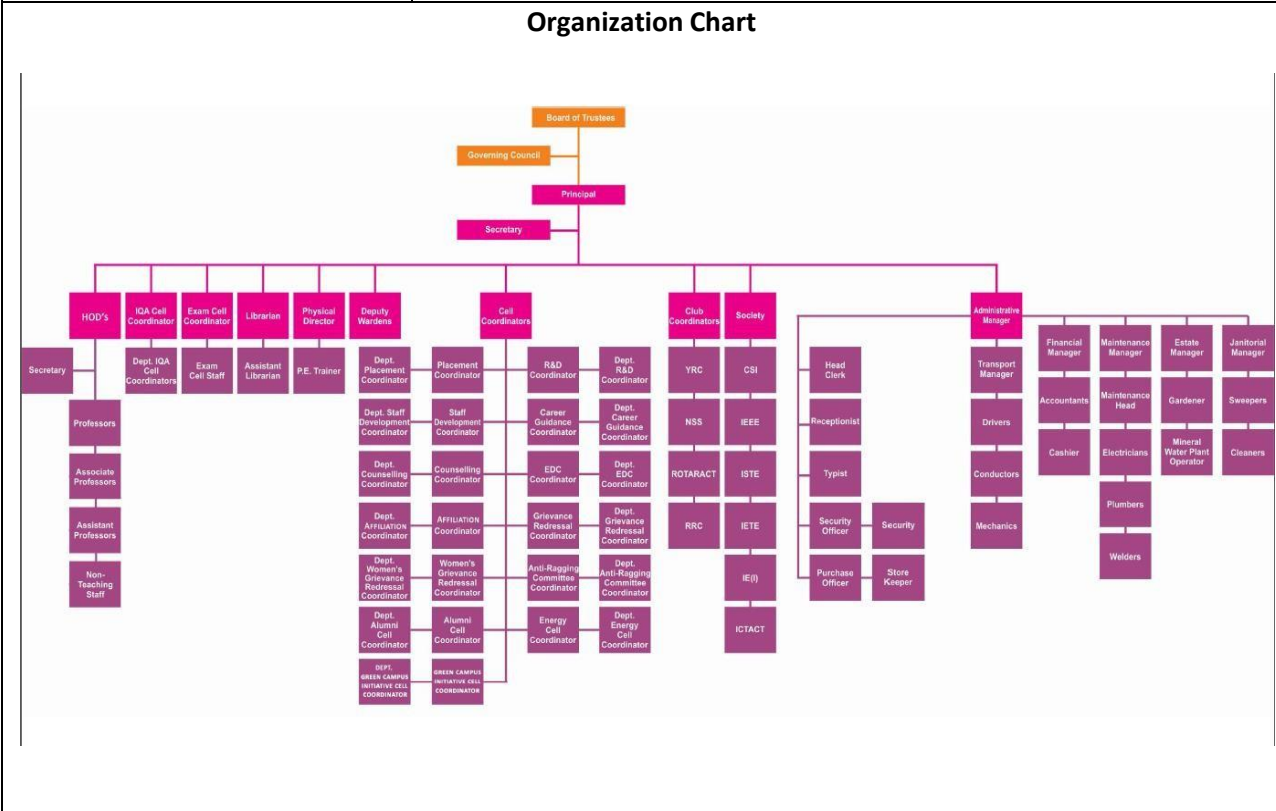 Organization Chart
Board of Trustees
Governing Council
Principal
Secretary
HOD's
IQA Cell
Coordinator
Exam Cell
Coordinator
Librarian
Physical
Director
Deputy
Wardens
Cell
Coordinators
Club
Coordinators
Society
Administrative
Manager
Secretary
Dept. IQA
Cell
Coordinators
Exam
Cell Staff
Assistant
Librarian
P.E. Trainer
Professors
Associate
Professors
Assistant
Professors
Non-
Teaching
Staff
Dept.
Placement
Coordinator
Placement
Coordinator
R&D
Coordinator
Dept.
R&D
Coordinator
Dept. Staff
Development
Coordinator
Staff
Development
Coordinator
Career
Guidance
Coordinator
Dept.
Career
Guidance
Coordinator
Dept.
Counselling
Coordinator
Counselling
Coordinator
EDC
Coordinator
Dept.
EDC
Coordinator
Dept.
AFFILIATION
Coordinator
AFFILIATION
Coordinator
Grievance
Redressal
Coordinator
Dept.
Grievance
Redressal
Coordinator
Dept.
Women's
Grievance
Redressal
Coordinator
Women's
Grievance
Redressal
Coordinator
Anti-Ragging
Committee
Coordinator
Dept.
Anti-Ragging
Committee
Coordinator
Dept.
Alumni
Cell
Coordinator
Alumni
Cell
Coordinator
Energy
Cell
Coordinator
Dept.
Energy
Cell
Coordinator
DEPT.
GREEN CAMPUS
INITIATIVE CELL
COORDINATOR
GREEN CAMPUS
INITIATIVE CELL
COORDINATOR
YRC
NSS
ROTARACT
RRC
CSI
IEEE
ISTE
IETE
IE(I)
ICTACT
Head
Clerk
Receptionist
Typist
Security
Officer
Security
Purchase
Officer
Store
Keeper
Transport
Manager
Drivers
Conductors
Mechanics
Financial
Manager
Accountants
Cashier
Maintenance
Manager
Maintenance
Head
Electricians
Plumbers
Welders
Estate
Manager
Gardener
Mineral
Water Plant
Operator
Janitorial
Manager
Sweepers
Cleaners